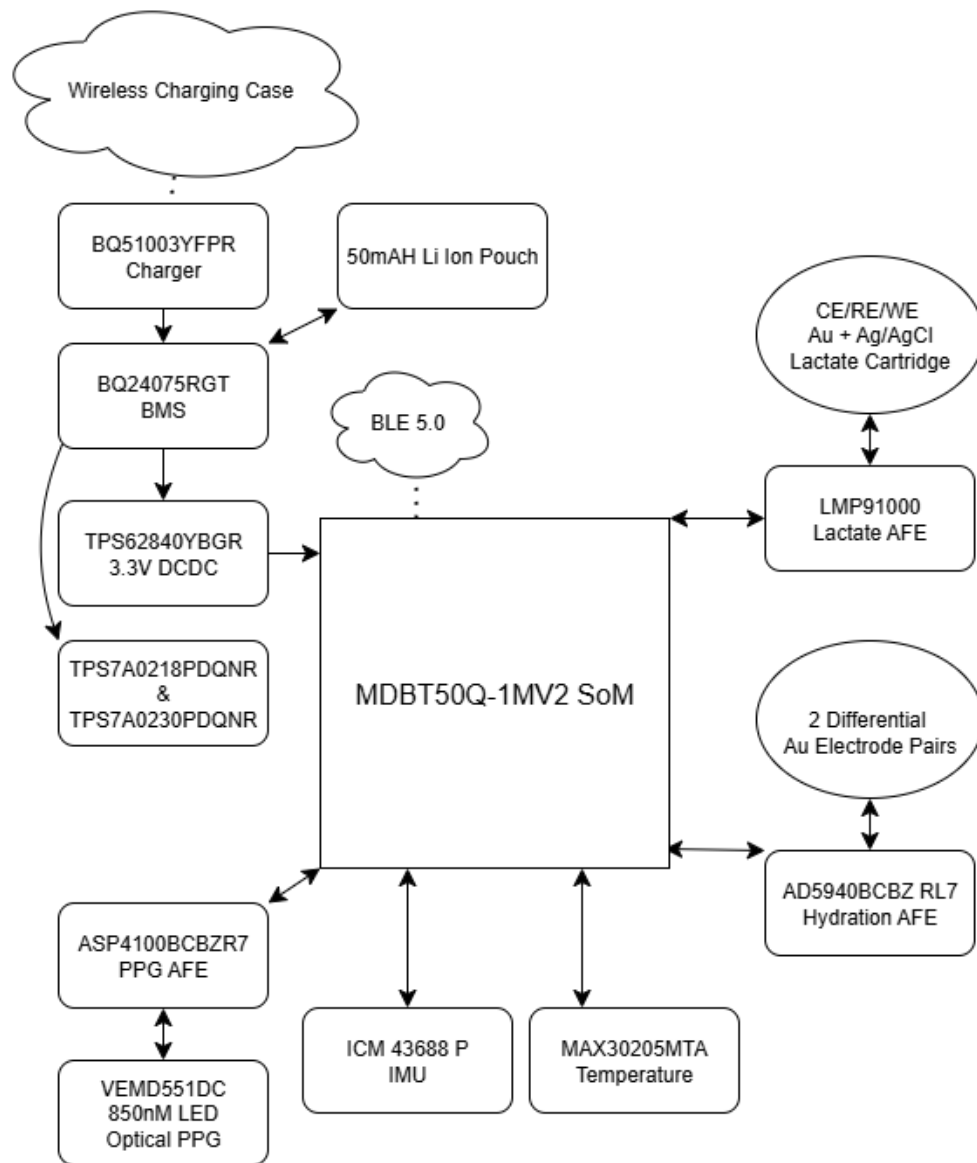 Wireless Charging Case
BQ51003YFPR
Charger
50mAH Li Ion Pouch
CE/RE/WE
Au + Ag/AgCl
Lactate Cartridge
BQ24075RGT
BMS
BLE 5.0
LMP91000
Lactate AFE
TPS62840YBGR
3.3V DCDC
TPS7A0218PDQNR
&
TPS7A0230PDQNR
MDBT50Q-1MV2 SoM
2 Differential
Au Electrode Pairs
AD5940BCBZ RL7
Hydration AFE
ASP4100BCBZR7
PPG AFE
ICM 43688 P
IMU
MAX30205MTA
Temperature
VEMD551DC
850nM LED
Optical PPG